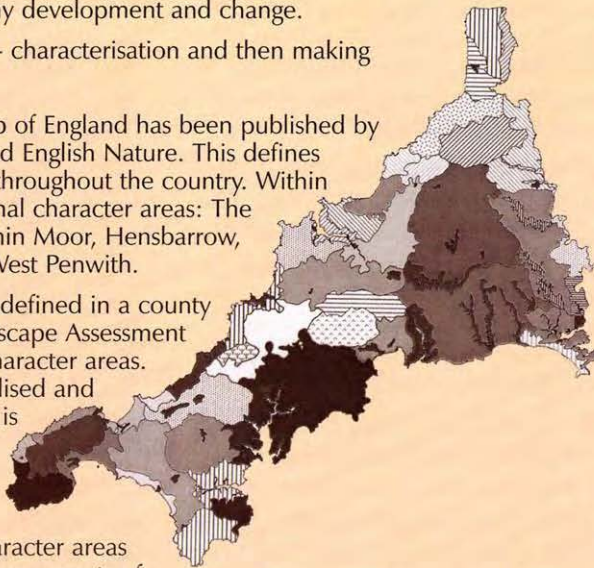 y development and change.
- characterisation and then making
of England has been published by
d English Nature. This defines
throughout the country. Within
nal character areas: The
nin Moor, Hensbarrow,
West Penwith.
defined in a county
scape Assessment
haracter areas.
lised and
is
aracter areas